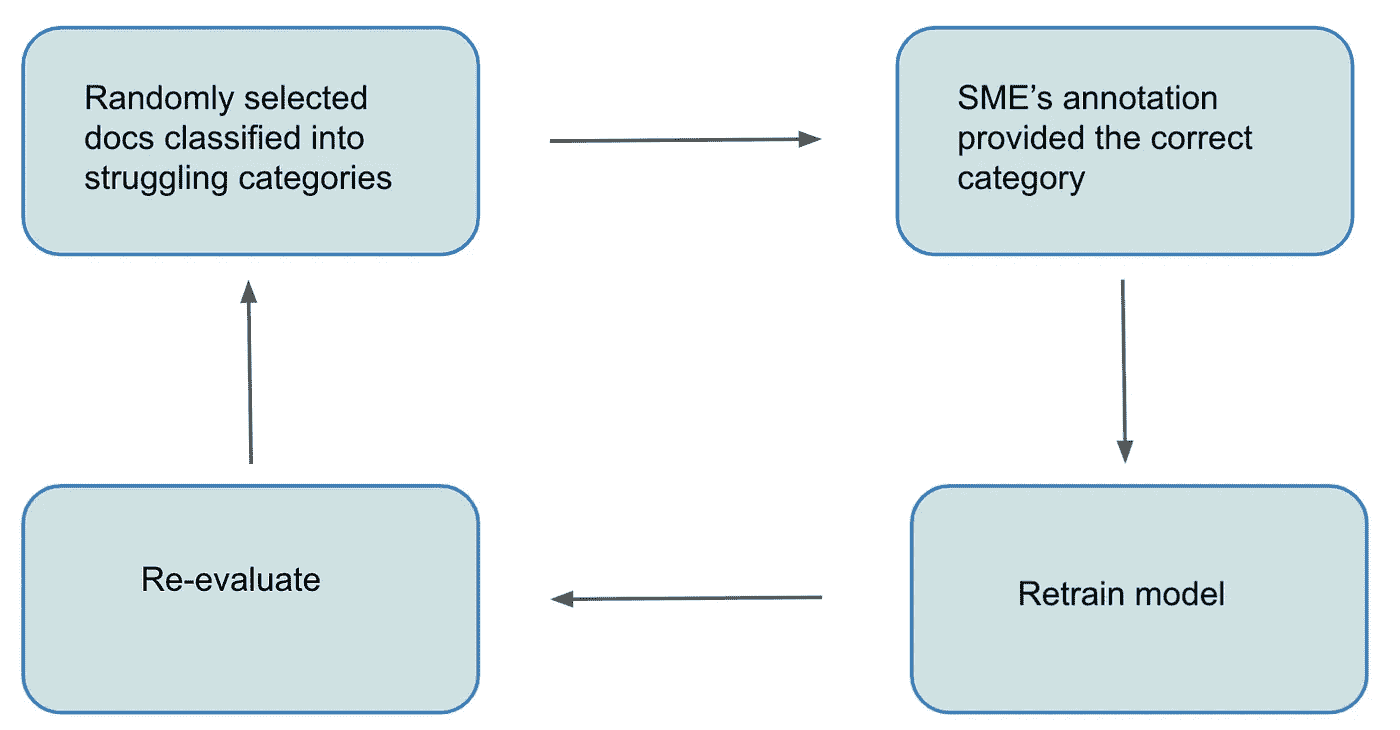 Randomly selected
docs classified into
struggling categories
SME’s annotation
provided the correct
category
Re-evaluate
Retrain model